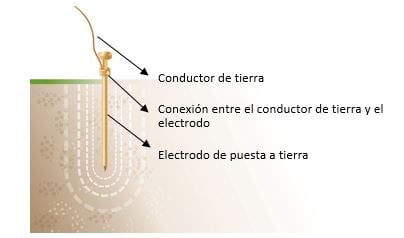 Conductor de tierra
Conexión entre el conductor de tierra y el
electrodo
Electrodo de puesta a tierra